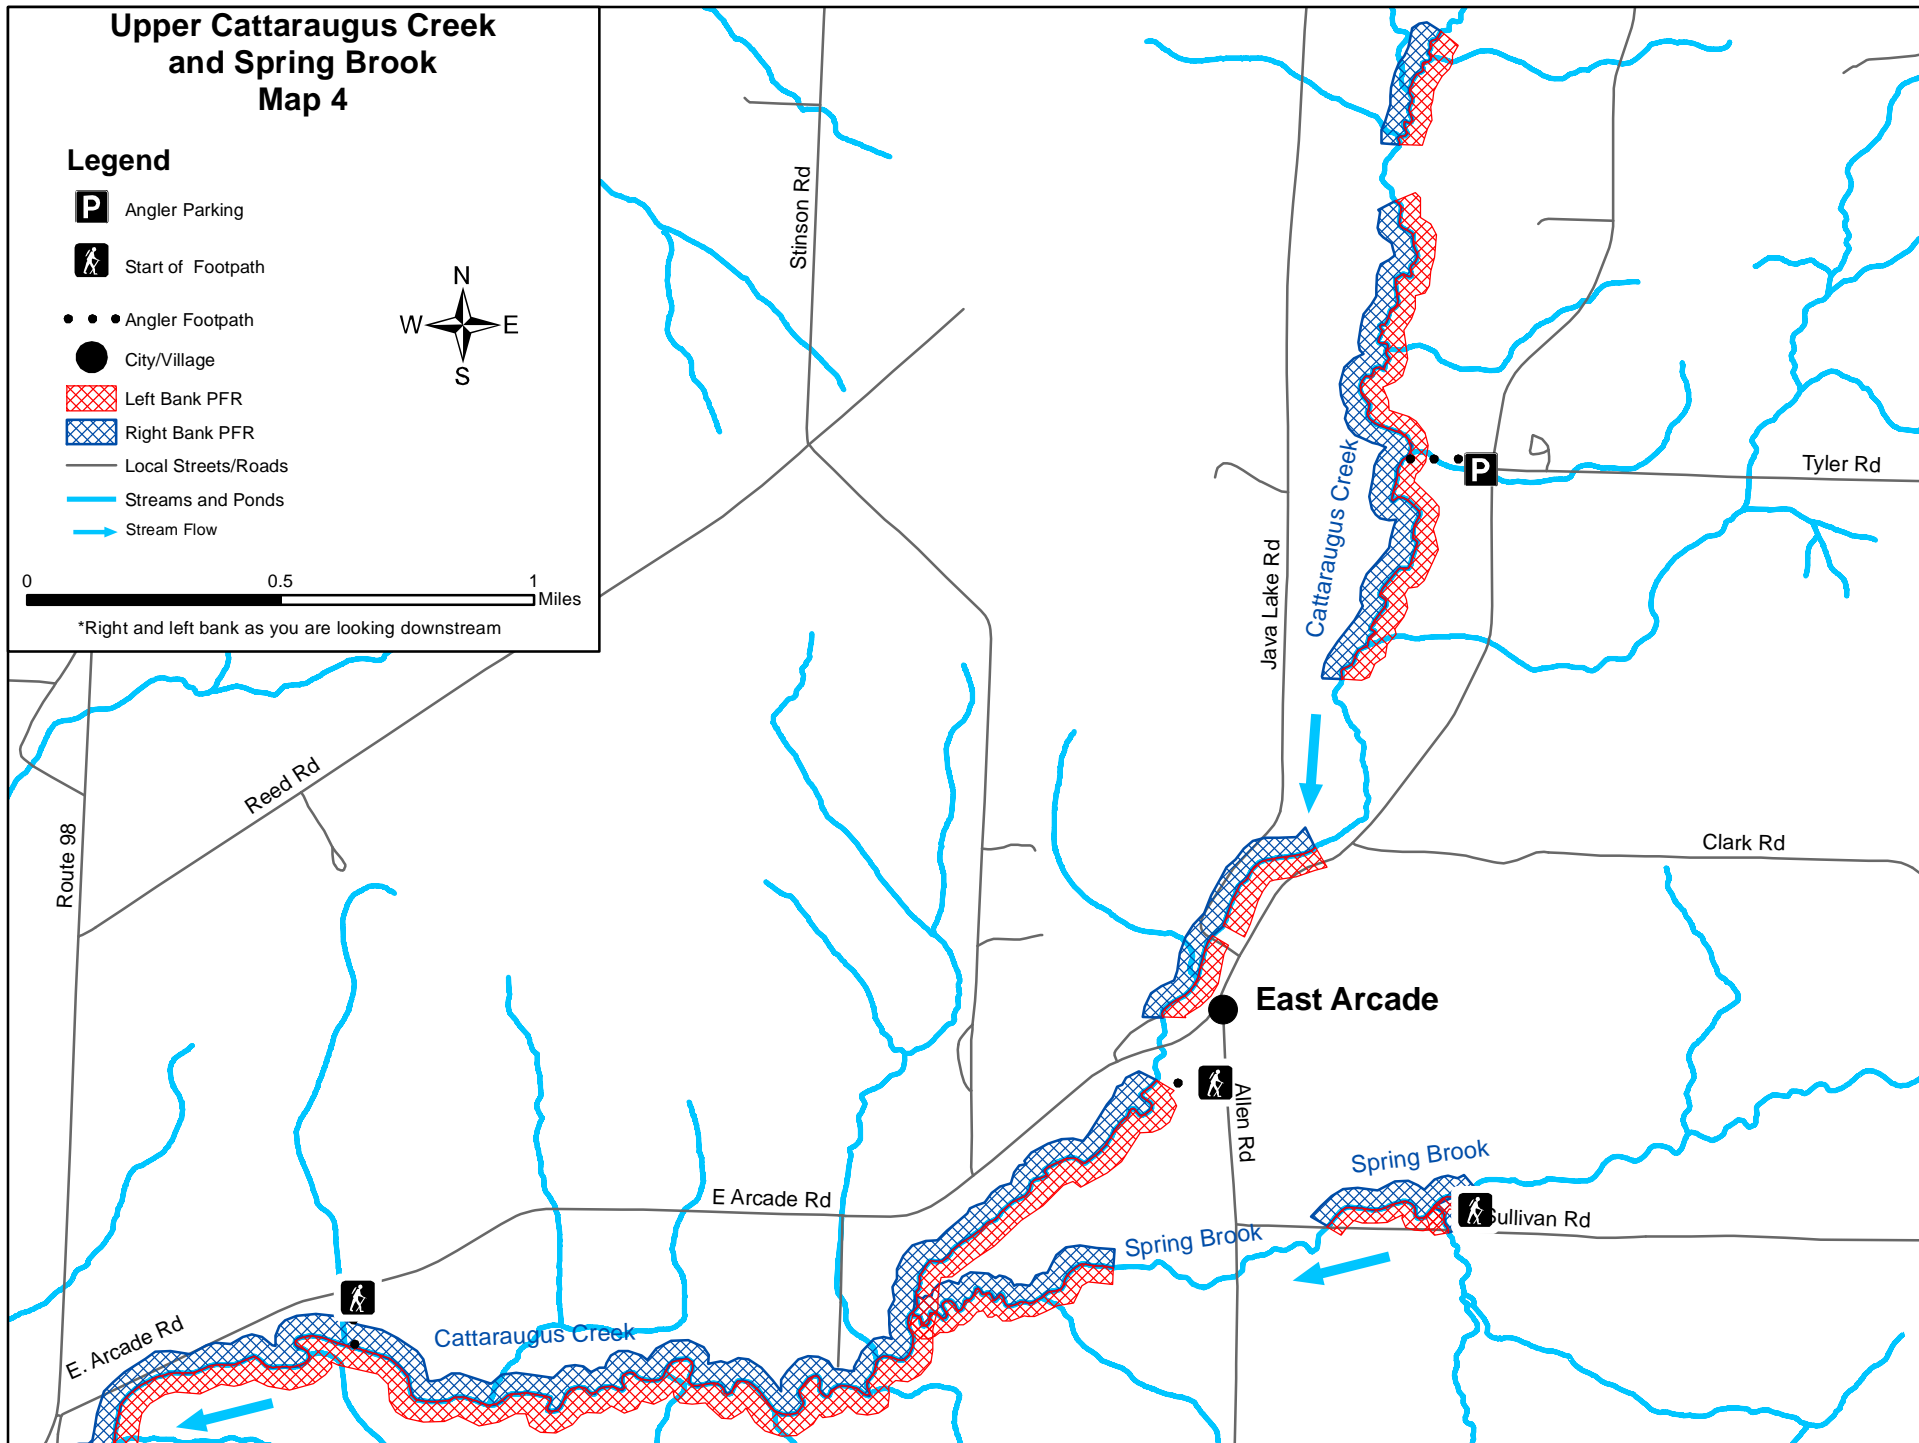 Upper Cattaraugus Creek
and Spring Brook
Map 4
Legend
P Angler Parking
Start of Footpath
Angler Footpath
City/Village
Left Bank PFR
Right Bank PFR
Local Streets/Roads
Streams and Ponds
Stream Flow
N
W E
S
0 0.5 1
Miles
*Right and left bank as you are looking downstream
Stinson Rd
Cattaraugus Creek
P
Tyler Rd
Java Lake Rd
Reed Rd
Route 98
Clark Rd
East Arcade
Allen Rd
Spring Brook
E Arcade Rd
Sullivan Rd
Spring Brook
Cattaraugus Creek
E. Arcade Rd